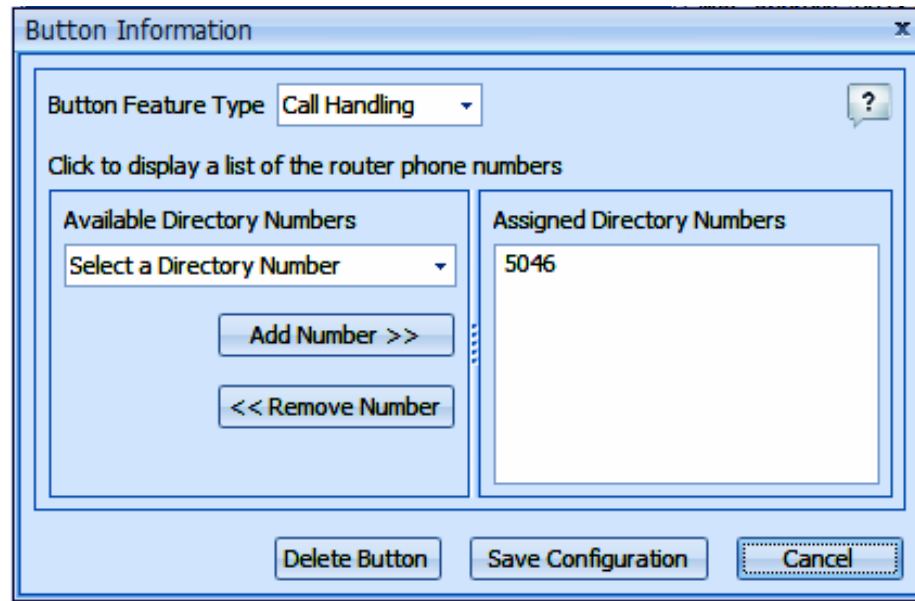 Button Information
x
Button Feature Type Call Handling
?
Click to display a list of the router phone numbers
Available Directory Numbers
Select a Directory Number
Add Number >>
<< Remove Number
Assigned Directory Numbers
5046
Delete Button Save Configuration Cancel